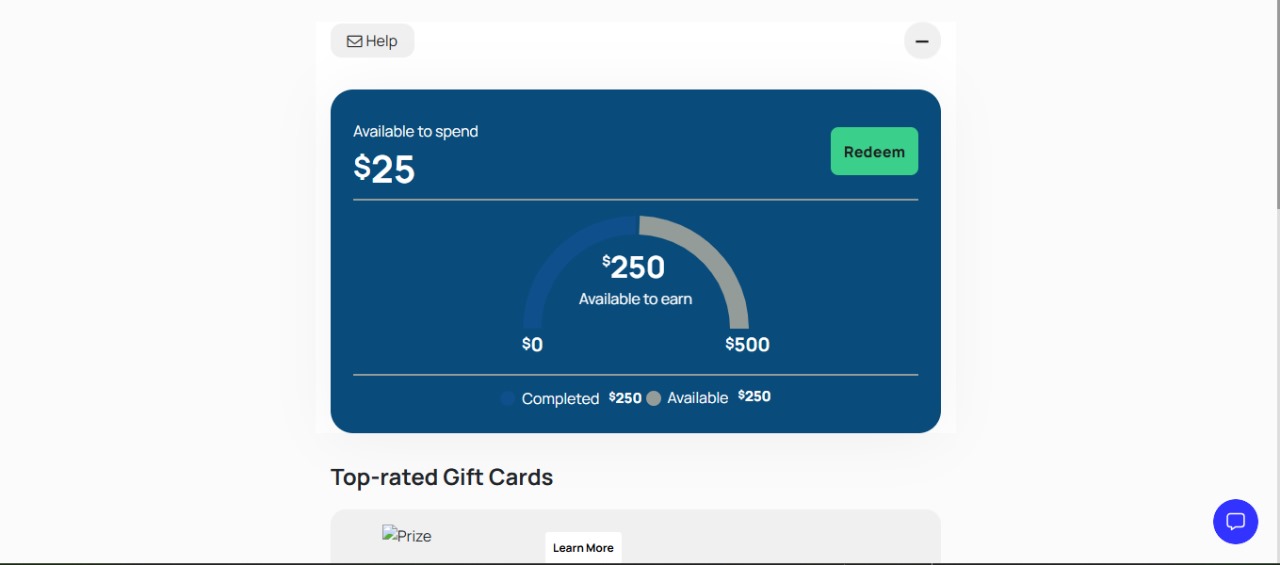 Help
Available to spend
$25
Redeem
$250
Available to earn
$0
$500
Completed $250 Available $250
Top-rated Gift Cards
Prize
Learn More